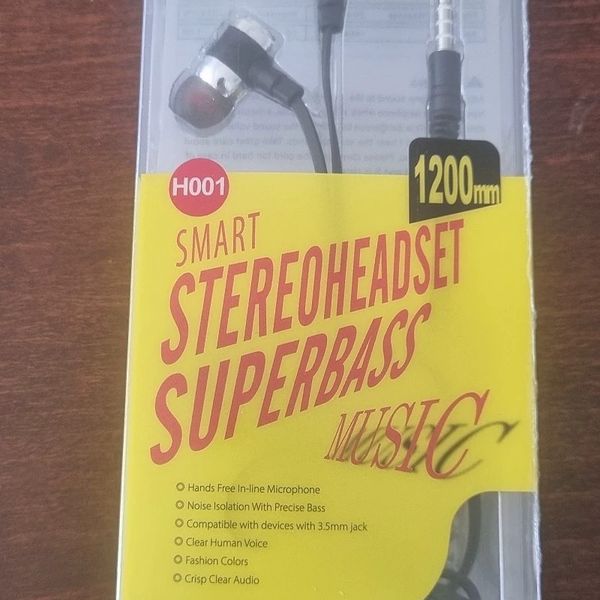 H001
1200mm
SMART
STEREOHEADSET
SUPERBASS
MUSIC
Hands Free In-line Microphone
Noise Isolation With Precise Bass
Compatible with devices with 3.5mm jack
Clear Human Voice
Fashion Colors
Crisp Clear Audio